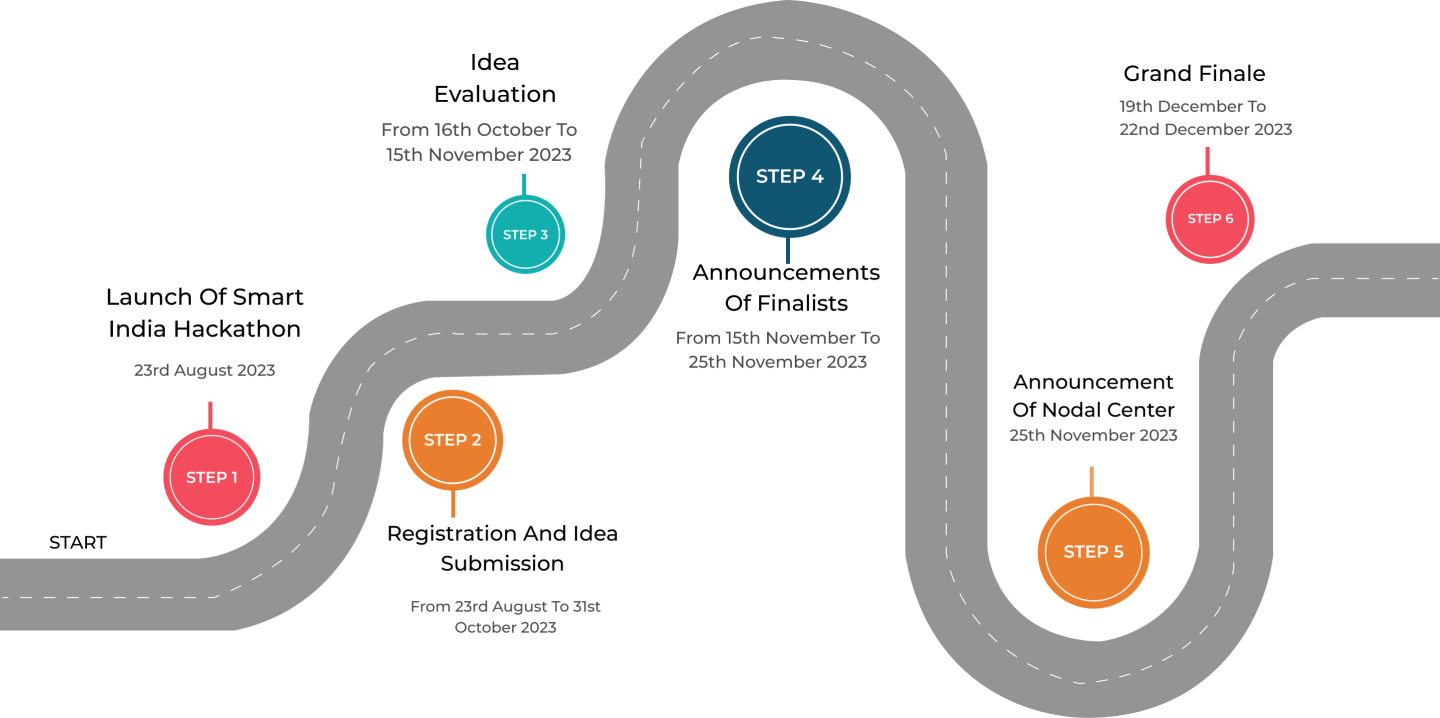 START
Launch Of Smart
India Hackathon
23rd August 2023
STEP 1
STEP 2
Registration And Idea
Submission
From 23rd August To 31st
October 2023
Idea
Evaluation
From 16th October To
15th November 2023
STEP 3
STEP 4
Announcements
Of Finalists
From 15th November To
25th November 2023
Announcement
Of Nodal Center
25th November 2023
STEP 5
Grand Finale
19th December To
22nd December 2023
STEP 6